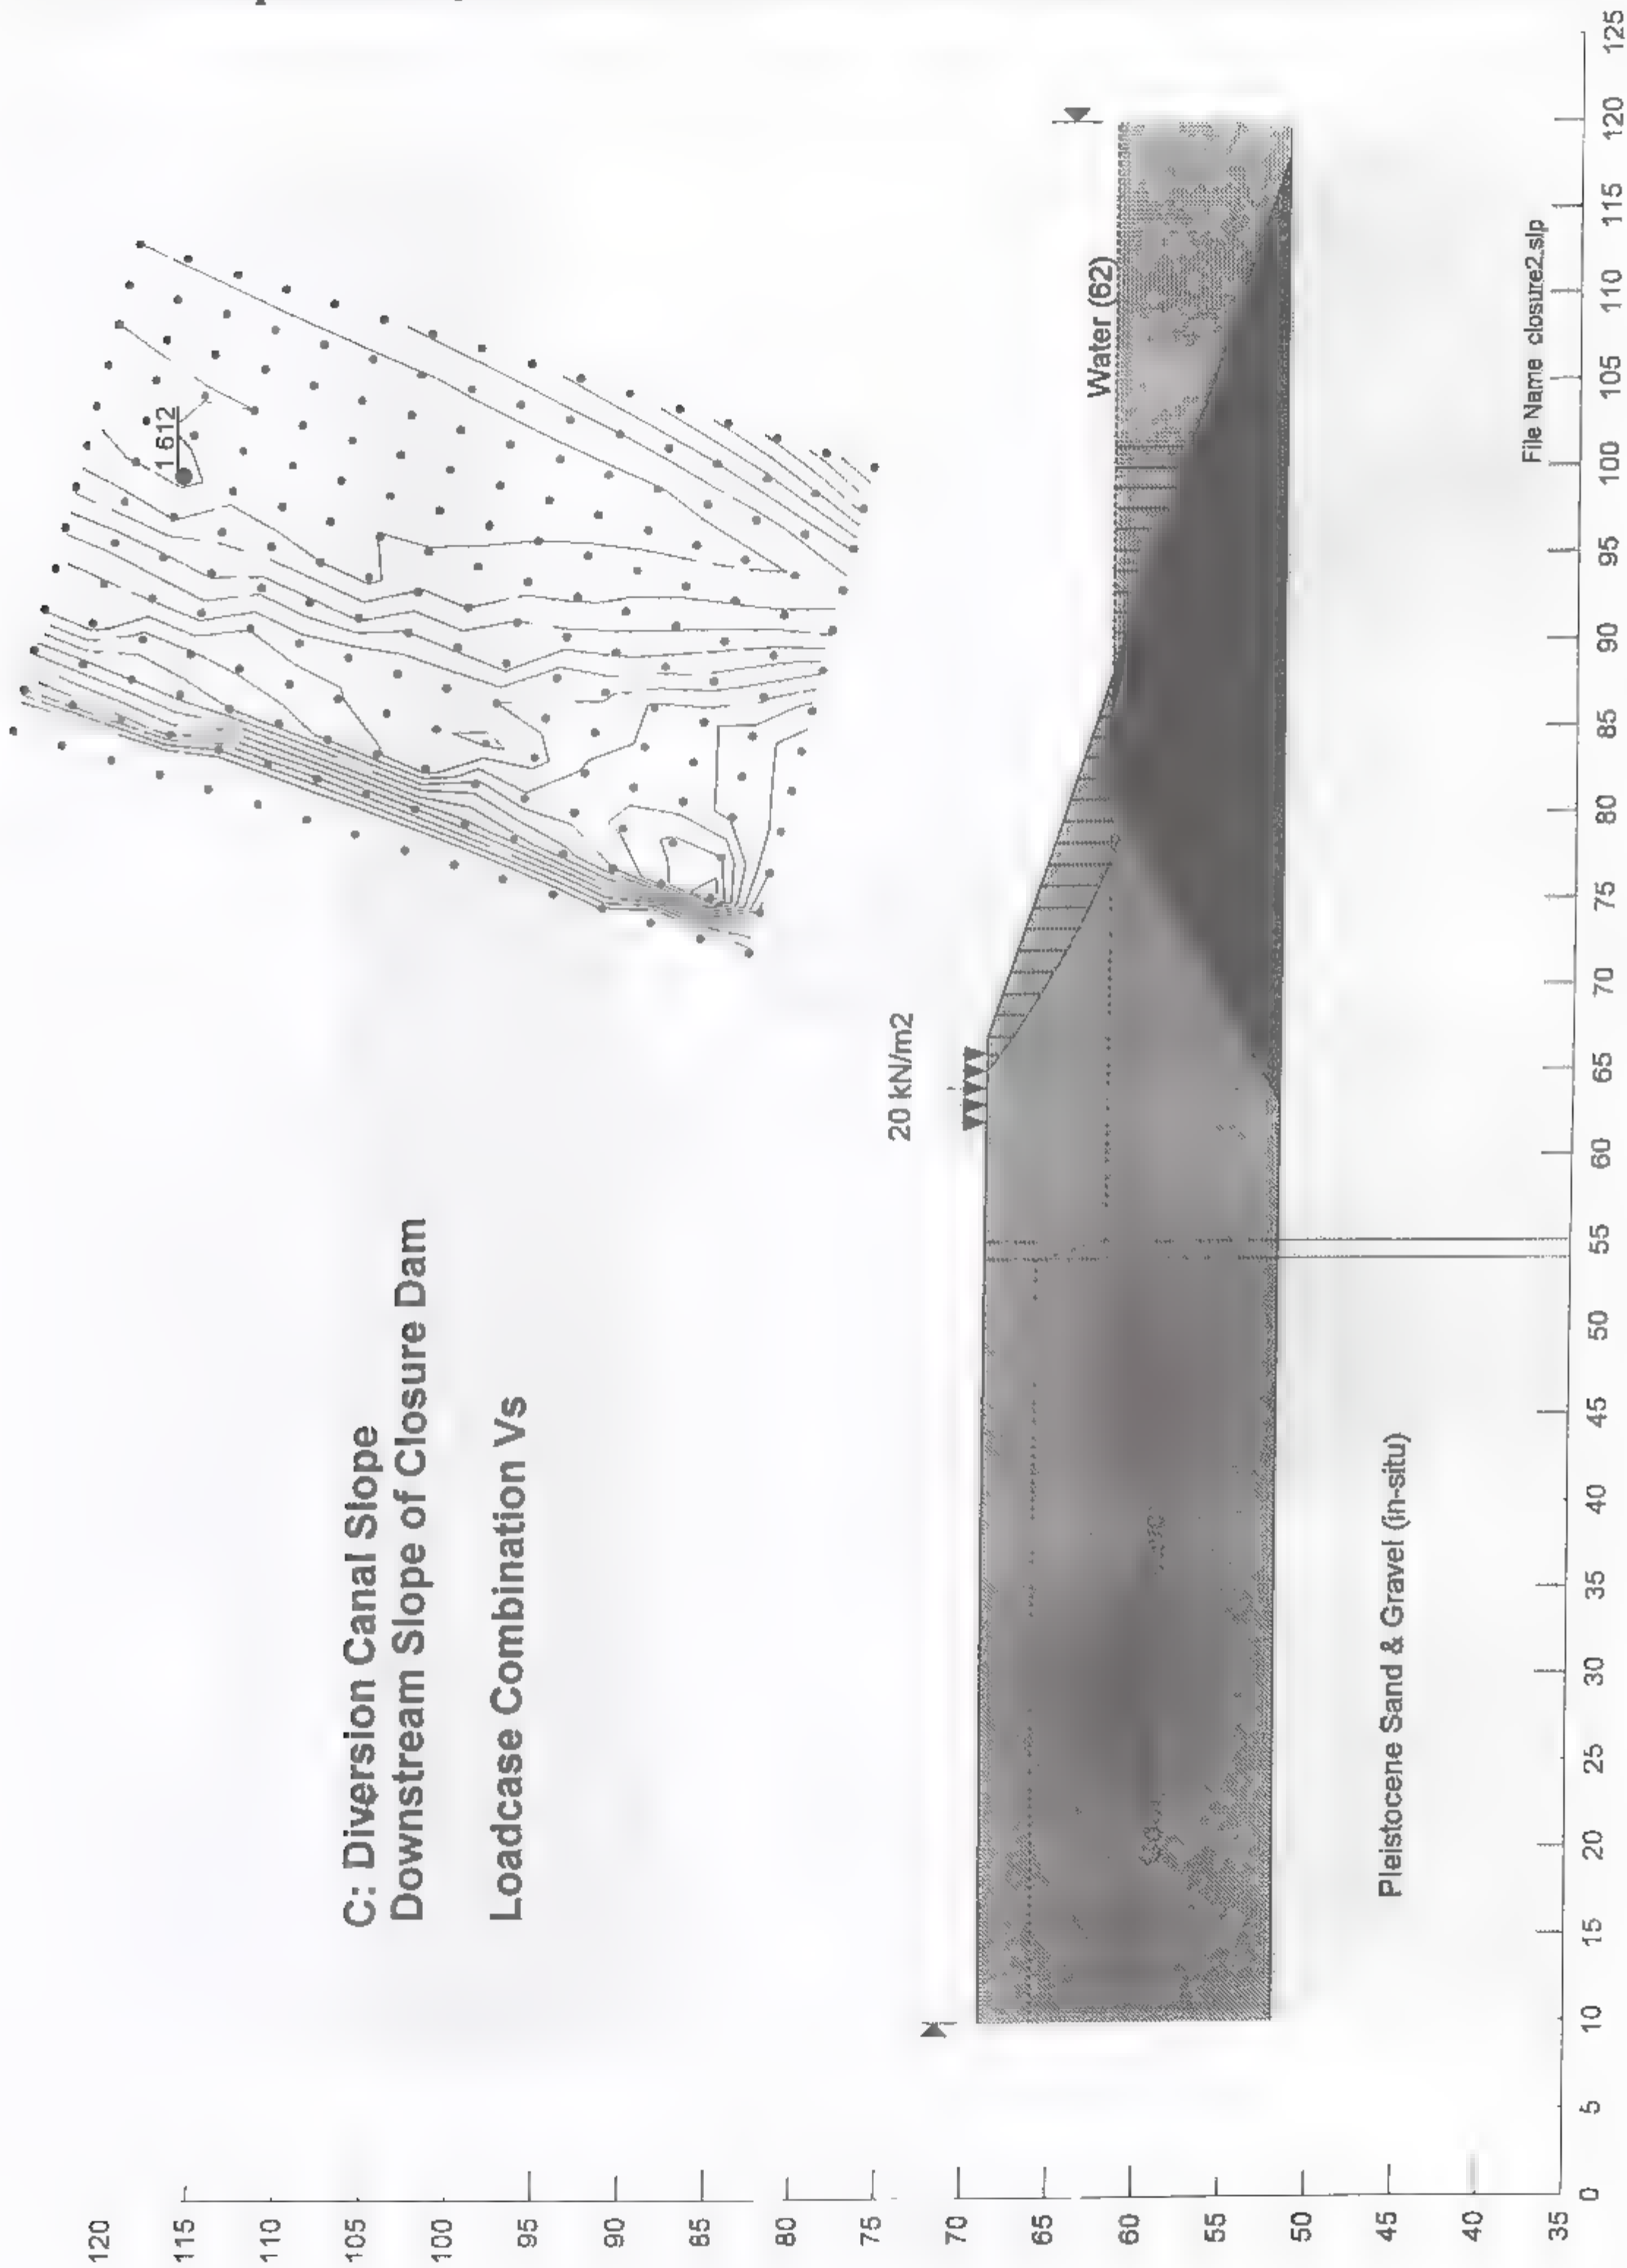 C: Diversion Canal Slope
Downstream Slope of Closure Dam
Loadcase Combination Vs
1 612
20 kN/m2
Water (62)
Pleistocene Sand & Gravel (in-situ)
File Name closure2.slp
120
115
110
105
100
95
90
85
80
75
70
65
60
55
50
45
40
35
0 5 10 15 20 25 30 35 40 45 50 55 60 65 70 75 80 85 90 95 100 105 110 115 120 125